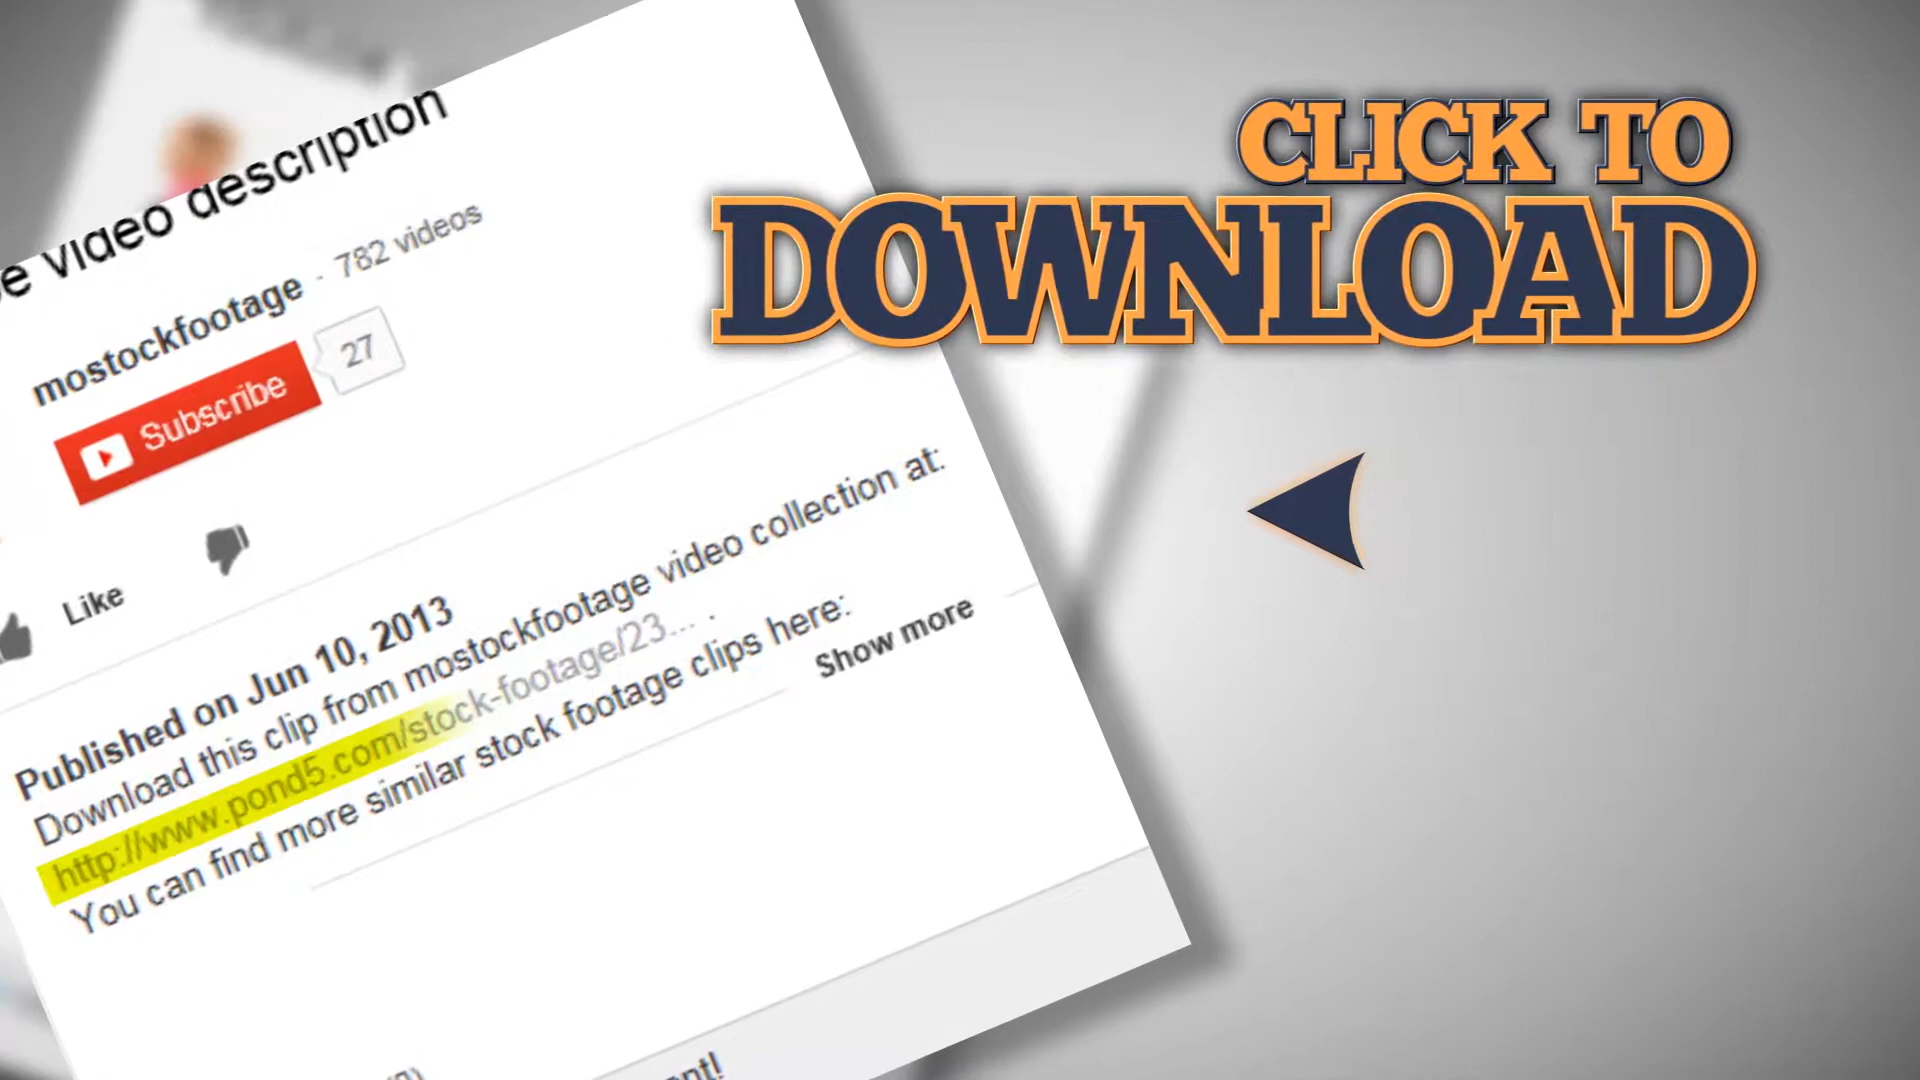 CLICK TO
DOWNLOAD
video description
mostockfootage · 782 videos
Subscribe 27
Like
Published on Jun 10, 2013
Download this clip from mostockfootage video collection at:
http://www.pond5.com/stock-footage/23... .
You can find more similar stock footage clips here:
Show more